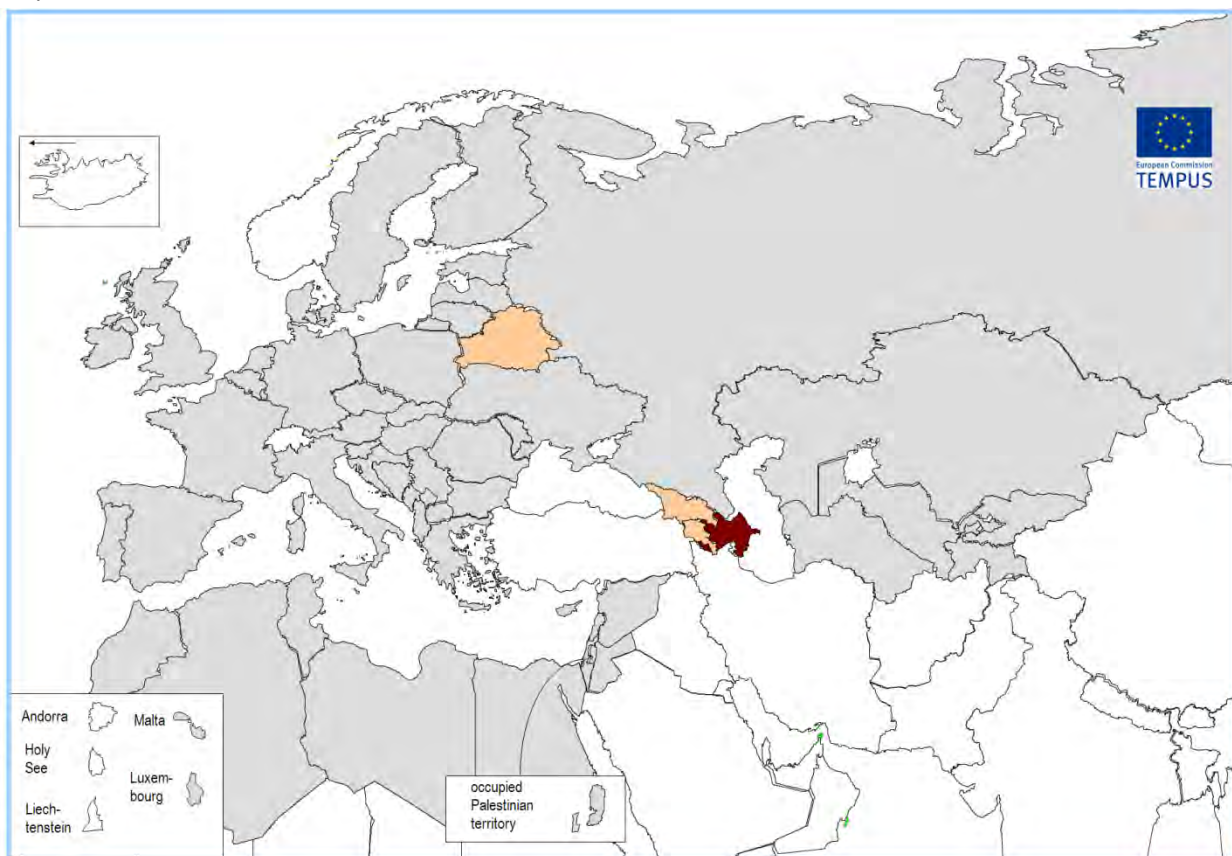 European Commission
TEMPUS
Andorra
Malta
Holy
See
Luxem-
bourg
Liech-
tenstein
occupied
Palestinian
territory